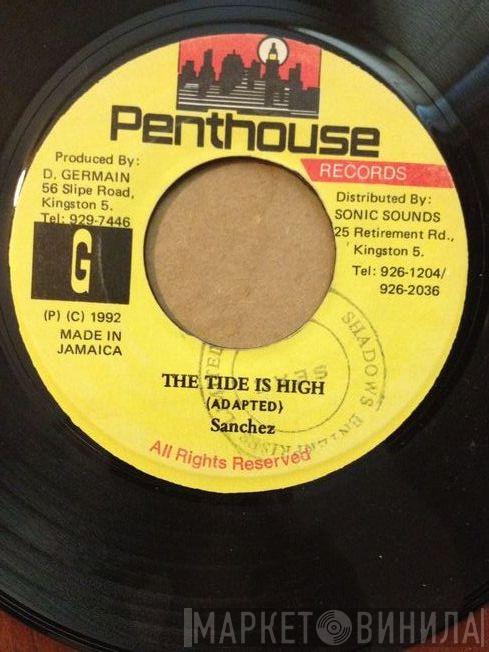 Penthouse
RECORDS
Produced By:
D. GERMAIN
56 Slipe Road,
Kingston 5.
Tel: 929-7446
Distributed By:
SONIC SOUNDS
25 Retirement Rd.,
Kingston 5.
Tel: 926-1204/
926-2036
G
(P) (C) 1992
MADE IN
JAMAICA
THE TIDE IS HIGH
(ADAPTED)
Sanchez
All Rights Reserved
SHADOWS
МАРКЕТ ВИНИЛА